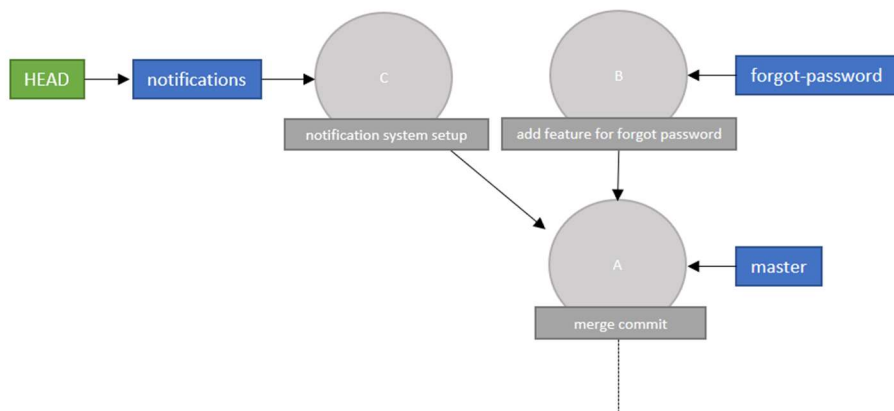 HEAD
notifications
C
B
forgot-password
notification system setup
add feature for forgot password
A
master
merge commit